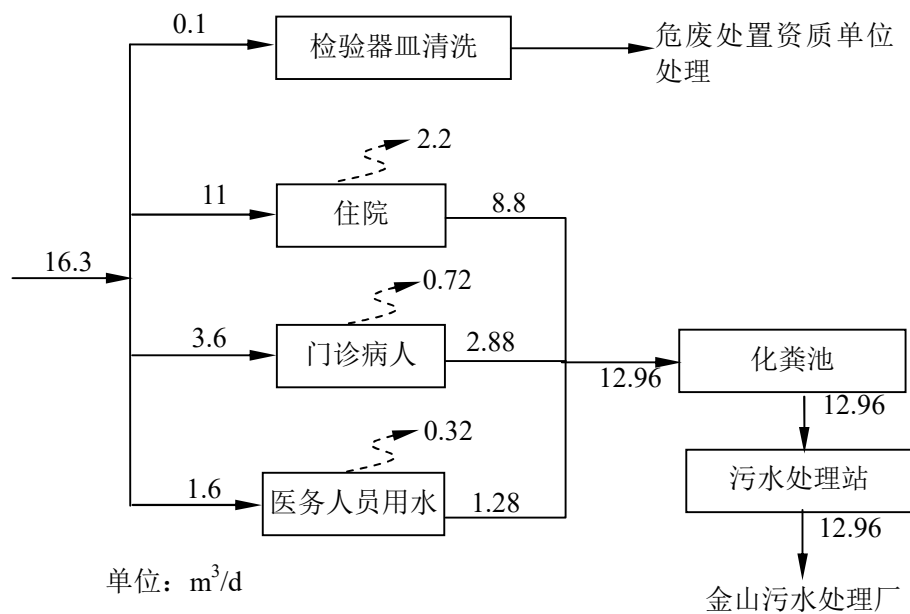 0.1
检验器皿清洗
危废处置资质单位
处理
2.2
11
住院
8.8
16.3
0.72
3.6
门诊病人
2.88
12.96
化粪池
12.96
0.32
1.6
医务人员用水
1.28
污水处理站
12.96
单位：m³/d
金山污水处理厂